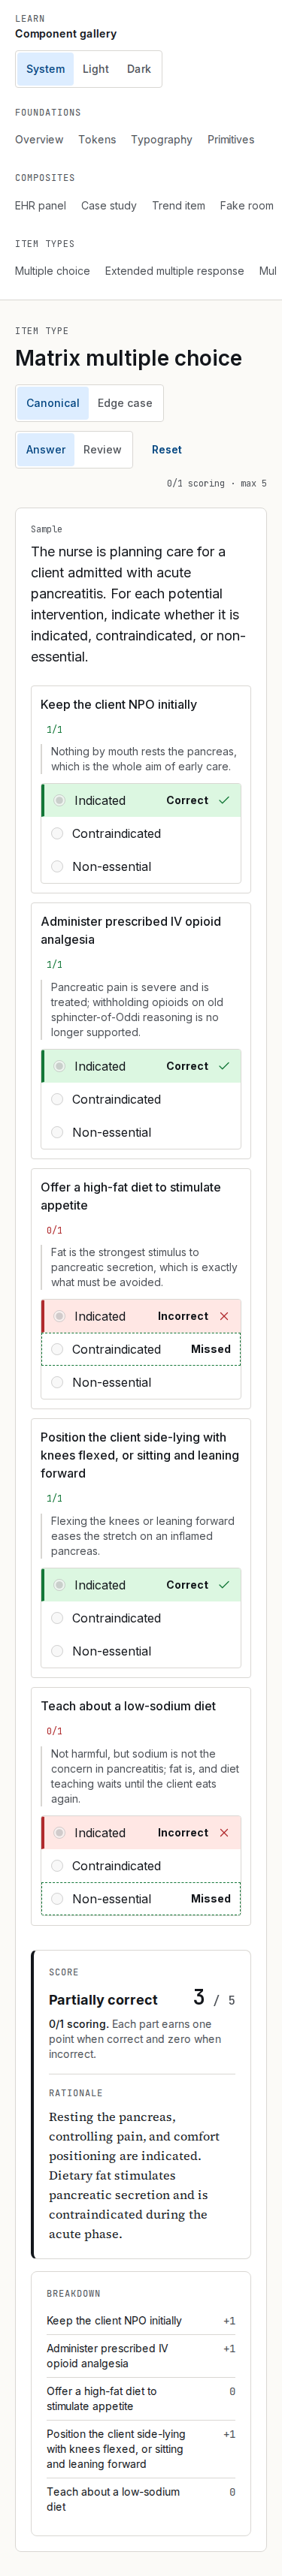 LEARN
Component gallery
System Light Dark
FOUNDATIONS
Overview Tokens Typography Primitives
COMPOSITES
EHR panel Case study Trend item Fake room
ITEM TYPES
Multiple choice Extended multiple response Mul
ITEM TYPE
Matrix multiple choice
Canonical Edge case
Answer Review Reset
0/1 scoring · max 5
Sample
The nurse is planning care for a
client admitted with acute
pancreatitis. For each potential
intervention, indicate whether it is
indicated, contraindicated, or non-
essential.
Keep the client NPO initially
1/1
Nothing by mouth rests the pancreas,
which is the whole aim of early care.
Indicated Correct
Contraindicated
Non-essential
Administer prescribed IV opioid
analgesia
1/1
Pancreatic pain is severe and is
treated; withholding opioids on old
sphincter-of-Oddi reasoning is no
longer supported.
Indicated Correct
Contraindicated
Non-essential
Offer a high-fat diet to stimulate
appetite
0/1
Fat is the strongest stimulus to
pancreatic secretion, which is exactly
what must be avoided.
Indicated Incorrect
Contraindicated Missed
Non-essential
Position the client side-lying with
knees flexed, or sitting and leaning
forward
1/1
Flexing the knees or leaning forward
eases the stretch on an inflamed
pancreas.
Indicated Correct
Contraindicated
Non-essential
Teach about a low-sodium diet
0/1
Not harmful, but sodium is not the
concern in pancreatitis; fat is, and diet
teaching waits until the client eats
again.
Indicated Incorrect
Contraindicated
Non-essential Missed
SCORE
Partially correct 3 / 5
0/1 scoring. Each part earns one
point when correct and zero when
incorrect.
RATIONALE
Resting the pancreas,
controlling pain, and comfort
positioning are indicated.
Dietary fat stimulates
pancreatic secretion and is
contraindicated during the
acute phase.
BREAKDOWN
Keep the client NPO initially +1
Administer prescribed IV +1
opioid analgesia
Offer a high-fat diet to 0
stimulate appetite
Position the client side-lying +1
with knees flexed, or sitting
and leaning forward
Teach about a low-sodium 0
diet